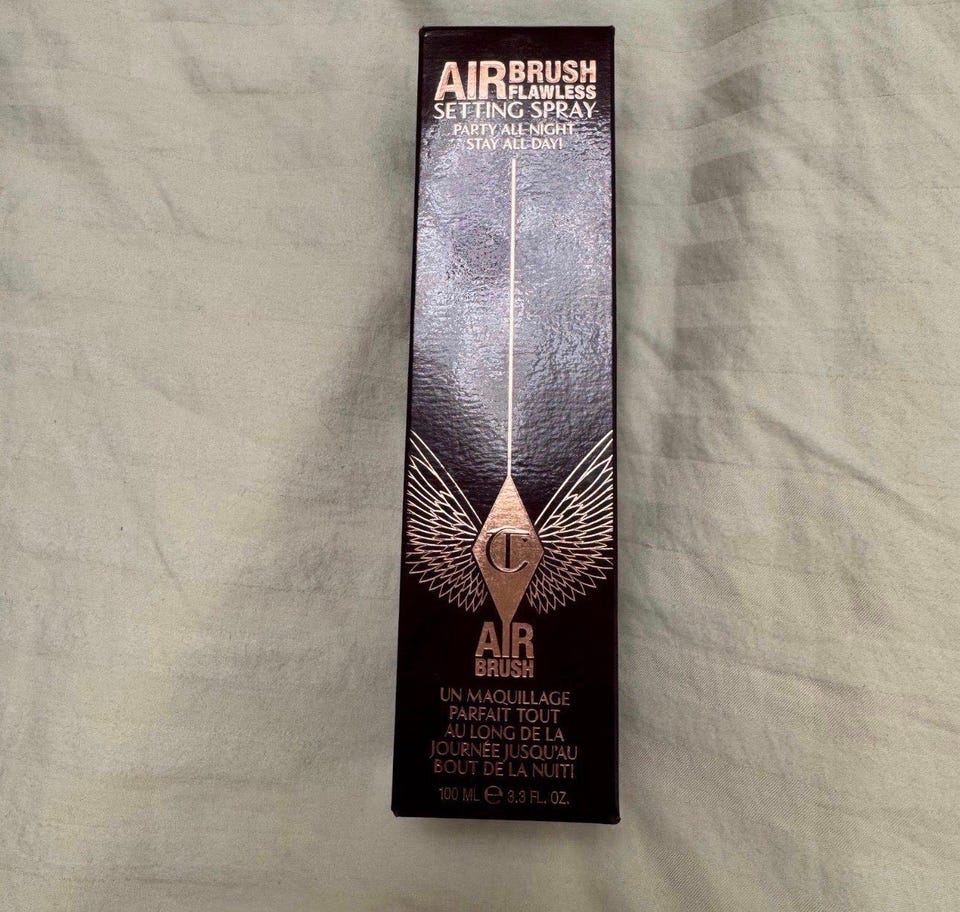 AIRBRUSH
FLAWLESS
SETTING SPRAY
PARTY ALL NIGHT
STAY ALL DAY!
CT
AIR
BRUSH
UN MAQUILLAGE
PARFAIT TOUT
AU LONG DE LA
JOURNÉE JUSQU'AU
BOUT DE LA NUIT!
100 ML ℮ 3.3 FL. OZ.